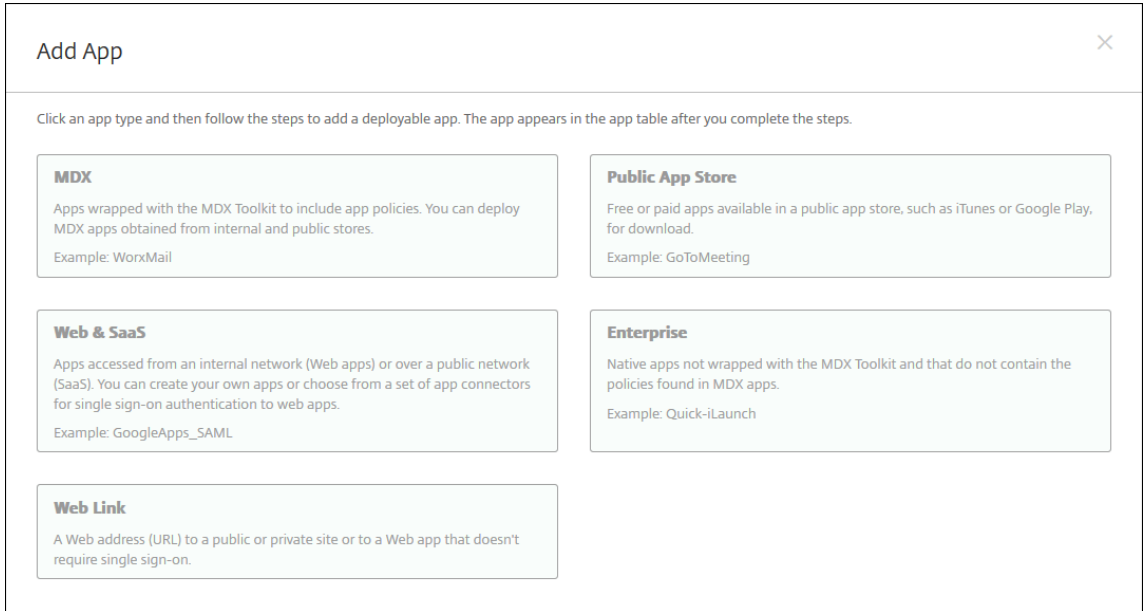 Add App
Click an app type and then follow the steps to add a deployable app. The app appears in the app table after you complete the steps.
MDX
Apps wrapped with the MDX Toolkit to include app policies. You can deploy
MDX apps obtained from internal and public stores.
Example: WorxMail
Public App Store
Free or paid apps available in a public app store, such as iTunes or Google Play,
for download.
Example: GoToMeeting
Web & SaaS
Apps accessed from an internal network (Web apps) or over a public network
(SaaS). You can create your own apps or choose from a set of app connectors
for single sign-on authentication to web apps.
Example: GoogleApps_SAML
Enterprise
Native apps not wrapped with the MDX Toolkit and that do not contain the
policies found in MDX apps.
Example: Quick-iLaunch
Web Link
A Web address (URL) to a public or private site or to a Web app that doesn't
require single sign-on.